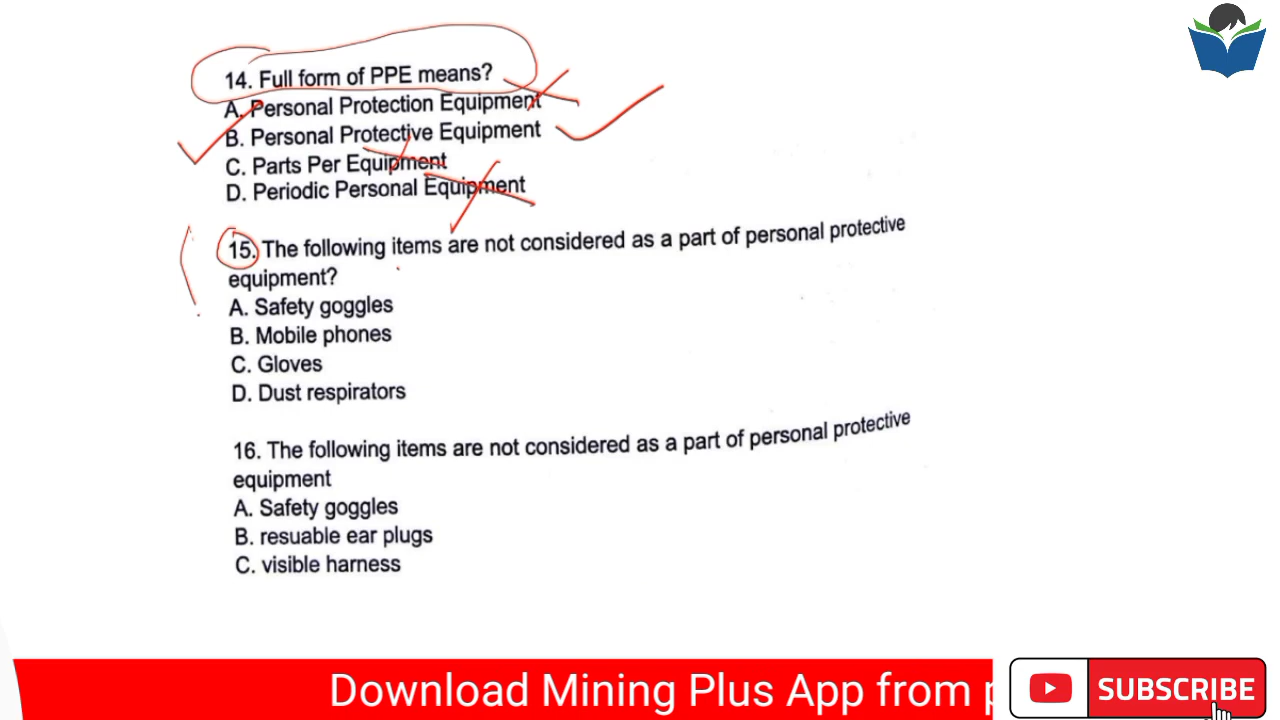 14. Full form of PPE means?
A. Personal Protection Equipment
B. Personal Protective Equipment
C. Parts Per Equipment
D. Periodic Personal Equipment
15. The following items are not considered as a part of personal protective
equipment?
A. Safety goggles
B. Mobile phones
C. Gloves
D. Dust respirators
16. The following items are not considered as a part of personal protective
equipment
A. Safety goggles
B. resuable ear plugs
C. visible harness
Download Mining Plus App from
SUBSCRIBE